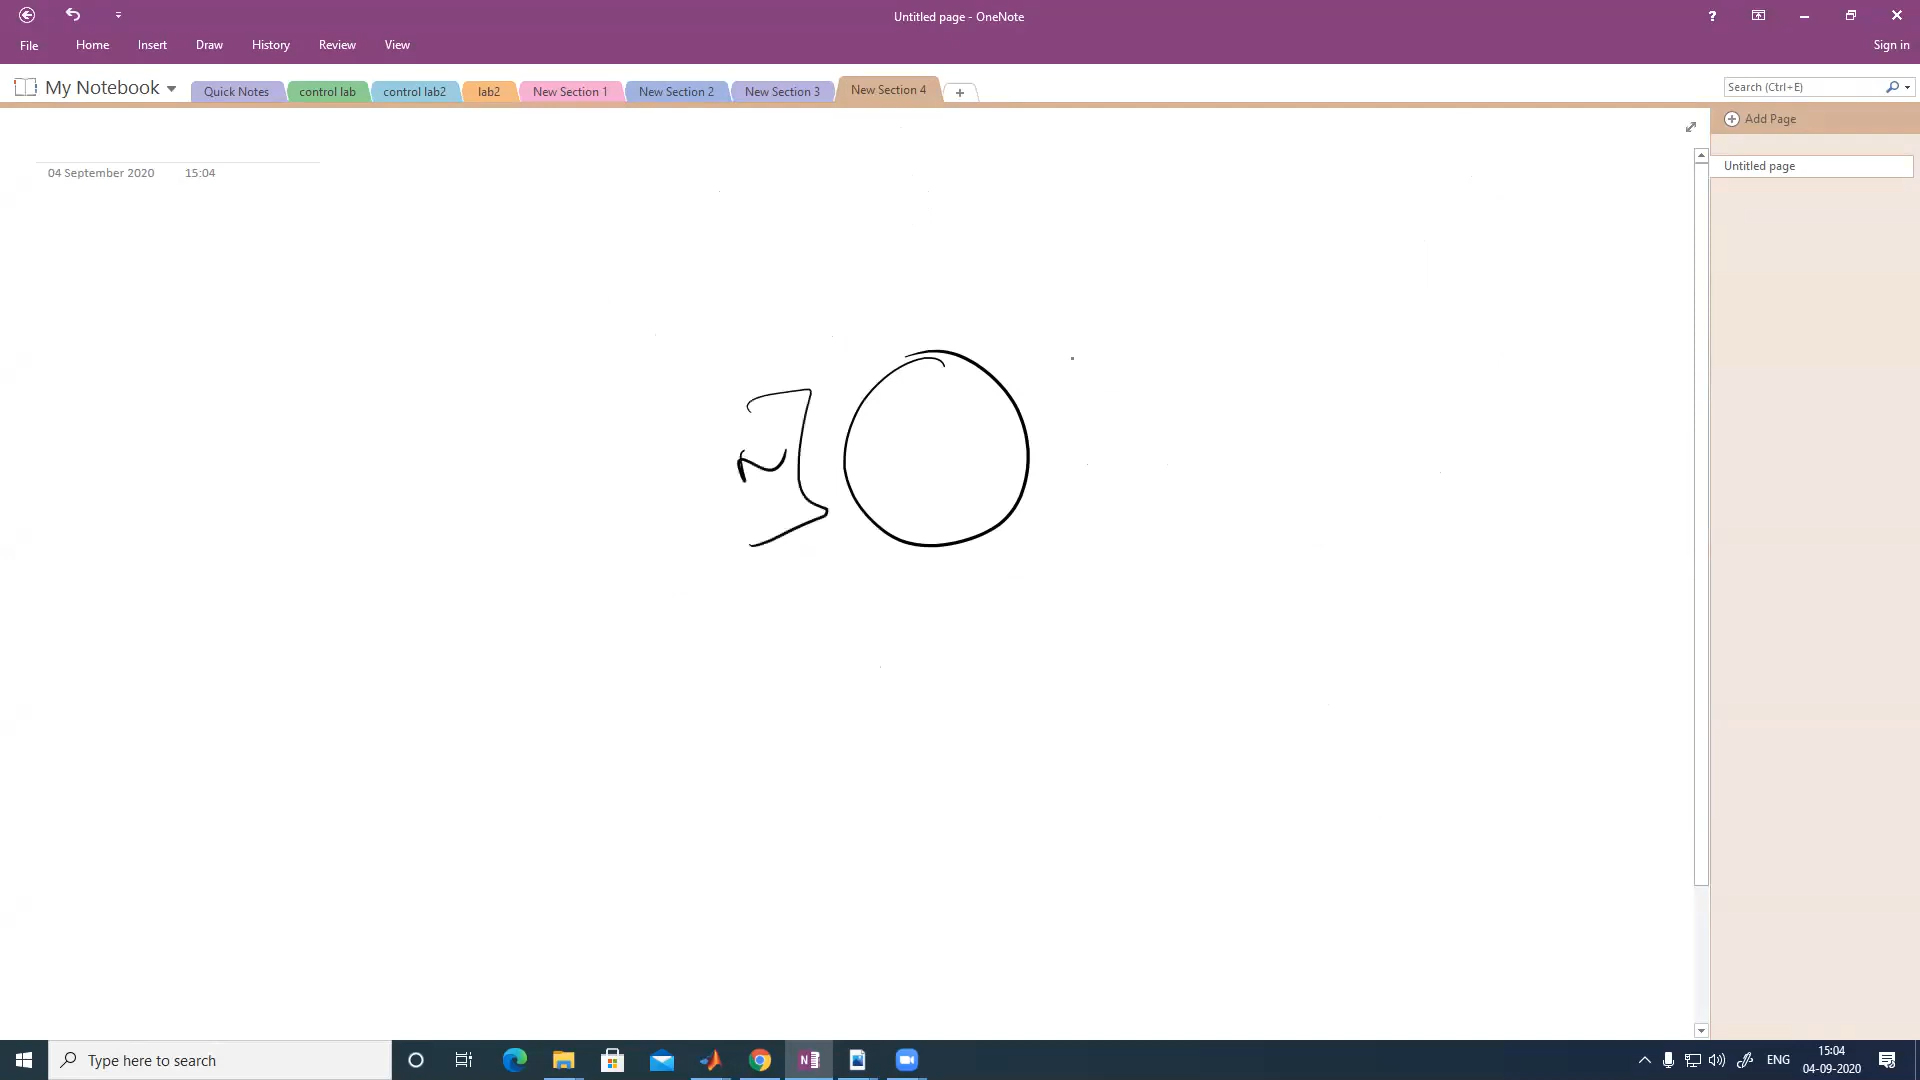 Untitled page - OneNote
?
File Home Insert Draw History Review View Sign in
My Notebook Quick Notes control lab control lab2 lab2 New Section 1 New Section 2 New Section 3 New Section 4 + Search (Ctrl+E)
Add Page
Untitled page
04 September 2020 15:04
N
Type here to search
ENG
15:04
04-09-2020